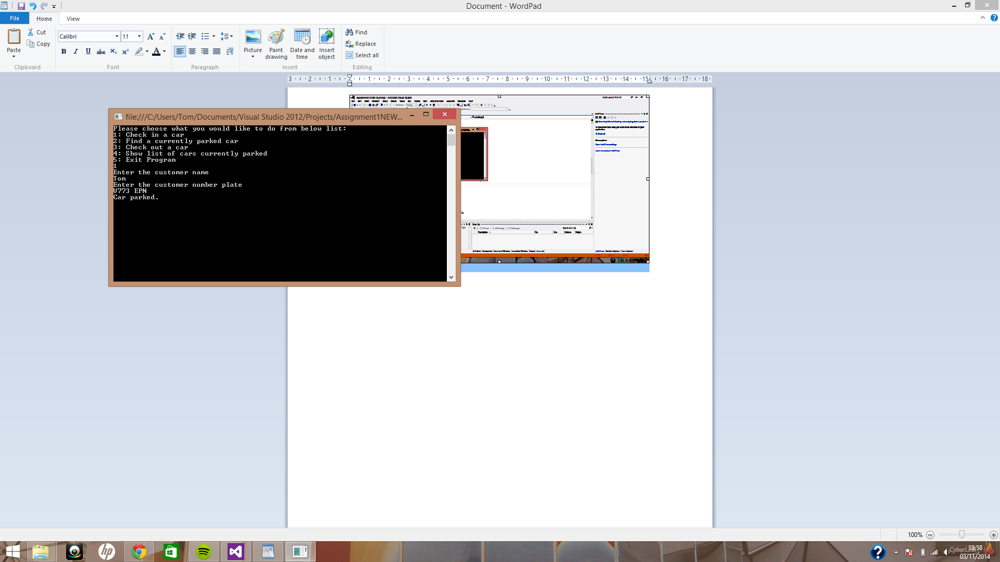 Document - WordPad
File
Home
View
Paste
Cut
Copy
Clipboard
Calibri
11
Font
Paragraph
Picture
Paint drawing
Date and time
Insert object
Insert
Find
Replace
Select all
Editing
3 2 1 1 2 3 4 5 6 7 8 9 10 11 12 13 14 15 16 17 18
file:///C:/Users/Tom/Documents/Visual Studio 2012/Projects/Assignment1NEW...
Please choose what you would like to do from below list:
1: Check in a car
2: Find a currently parked car
3: Check out a car
4: Show list of cars currently parked
5: Exit Program
1
Enter the customer name
Tom
Enter the customer number plate
V773 EPN
Car parked.
100%
hp
CyberLink
18:58
03/11/2014